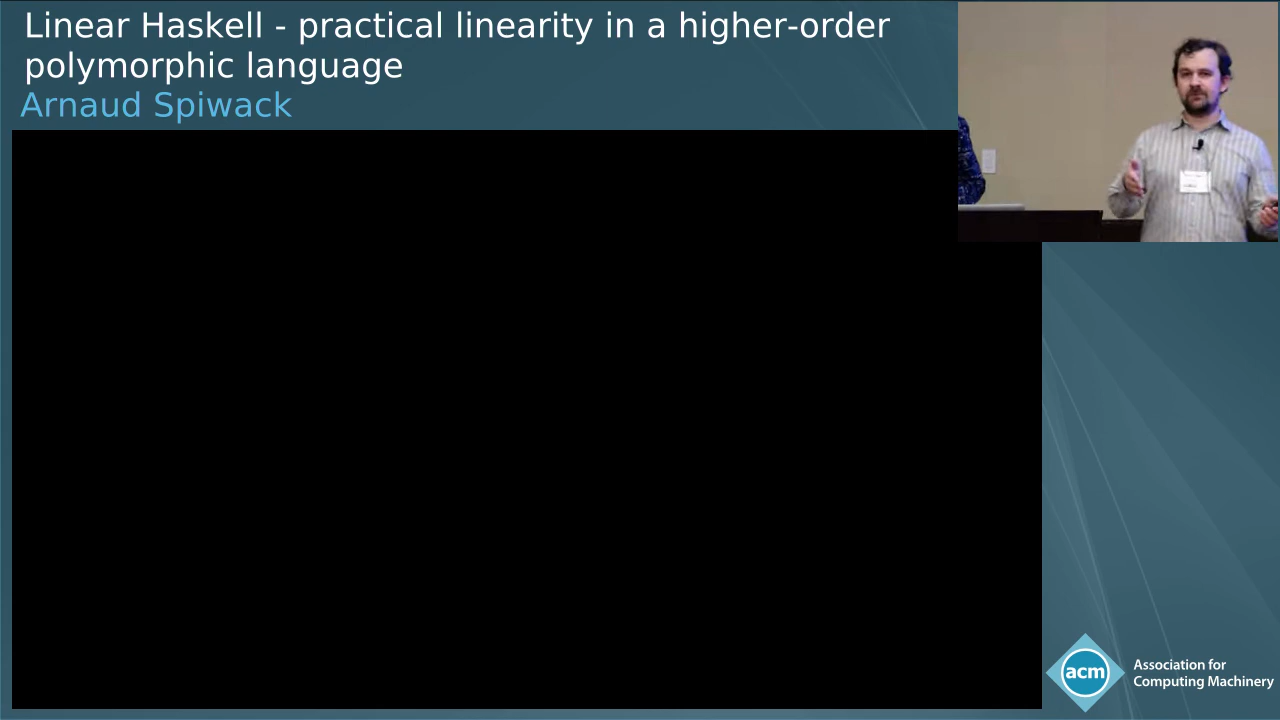 Linear Haskell - practical linearity in a higher-order
polymorphic language
Arnaud Spiwack
acm
Association for
Computing Machinery